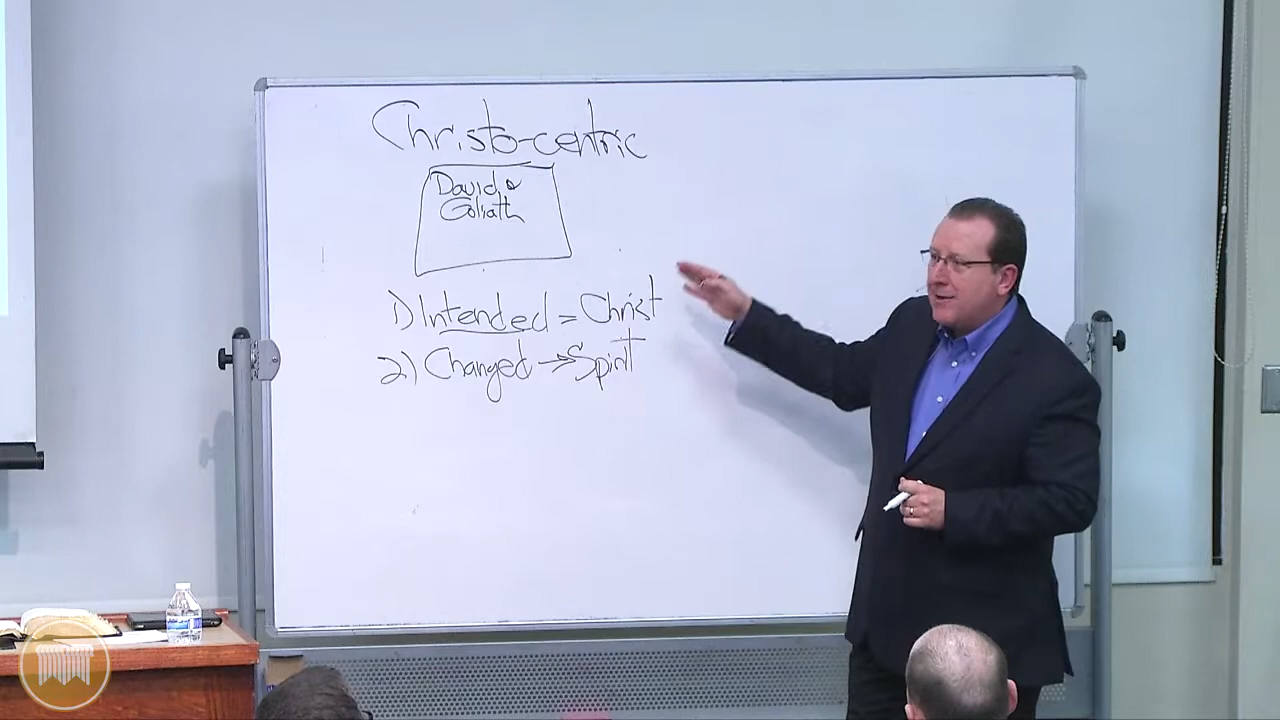 Christo-centric
David &
Goliath
1) Intended = Christ
2) Changed → Spirit